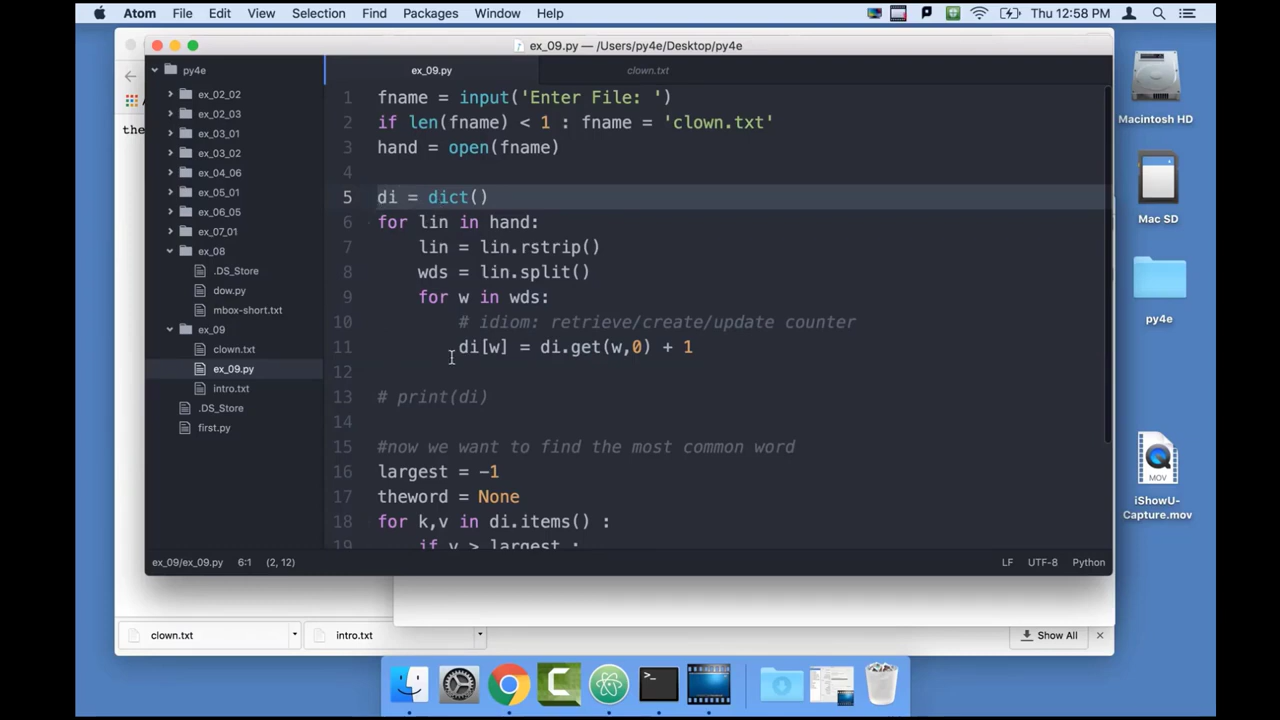 Atom File Edit View Selection Find Packages Window Help Thu 12:58 PM
ex_09.py — /Users/py4e/Desktop/py4e
py4e
ex_02_02
ex_02_03
ex_03_01
ex_03_02
ex_04_06
ex_05_01
ex_06_05
ex_07_01
ex_08
.DS_Store
dow.py
mbox-short.txt
ex_09
clown.txt
ex_09.py
intro.txt
.DS_Store
first.py
the
ex_09.py clown.txt
1 fname = input('Enter File: ')
2 if len(fname) < 1 : fname = 'clown.txt'
3 hand = open(fname)
4
5 di = dict()
6 for lin in hand:
7 lin = lin.rstrip()
8 wds = lin.split()
9 for w in wds:
10 # idiom: retrieve/create/update counter
11 di[w] = di.get(w,0) + 1
12
13 # print(di)
14
15 #now we want to find the most common word
16 largest = -1
17 theword = None
18 for k,v in di.items() :
19 if v > largest :
ex_09/ex_09.py 6:1 (2, 12) LF UTF-8 Python
clown.txt intro.txt Show All
Macintosh HD
Mac SD
py4e
MOV
iShowU-
Capture.mov